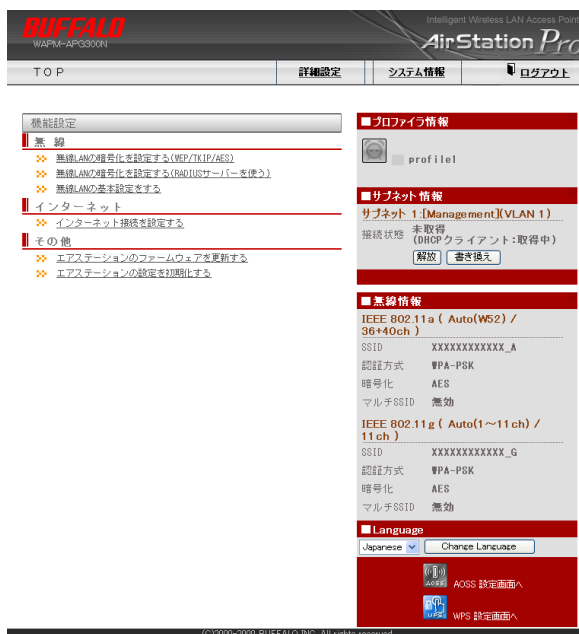 BUFFALO
WAPM-APG300N
Intelligent Wireless LAN Access Point
AirStation Pro
TOP
詳細設定
システム情報
ログアウト
機能設定
無 線
無線LANの暗号化を設定する(WEP/TKIP/AES)
無線LANの暗号化を設定する(RADIUSサーバーを使う)
無線LANの基本設定をする
インターネット
インターネット接続を設定する
その他
エアステーションのファームウェアを更新する
エアステーションの設定を初期化する
■プロファイラ情報
profile1
■サブネット情報
サブネット 1:[Management](VLAN 1)
接続状態 未取得
(DHCPクライアント:取得中)
解放 書き換え
■無線情報
IEEE 802.11a ( Auto(W52) /
36+40ch )
SSID XXXXXXXXXXXX_A
認証方式 WPA-PSK
暗号化 AES
マルチSSID 無効
IEEE 802.11g ( Auto(1～11ch) /
11ch )
SSID XXXXXXXXXXXX_G
認証方式 WPA-PSK
暗号化 AES
マルチSSID 無効
■Language
Japanese Change Language
AOSS AOSS 設定画面へ
WPS WPS 設定画面へ
(C)2000-2009 BUFFALO INC. All rights reserved.